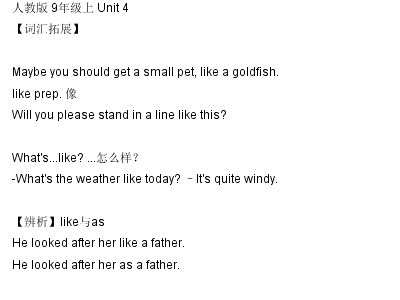 人教版 9年级上 Unit 4
【词汇拓展】
Maybe you should get a small pet, like a goldfish.
like prep. 像
Will you please stand in a line like this?
What's...like? ...怎么样?
-What's the weather like today? －It's quite windy.
【辨析】like与as
He looked after her like a father.
He looked after her as a father.